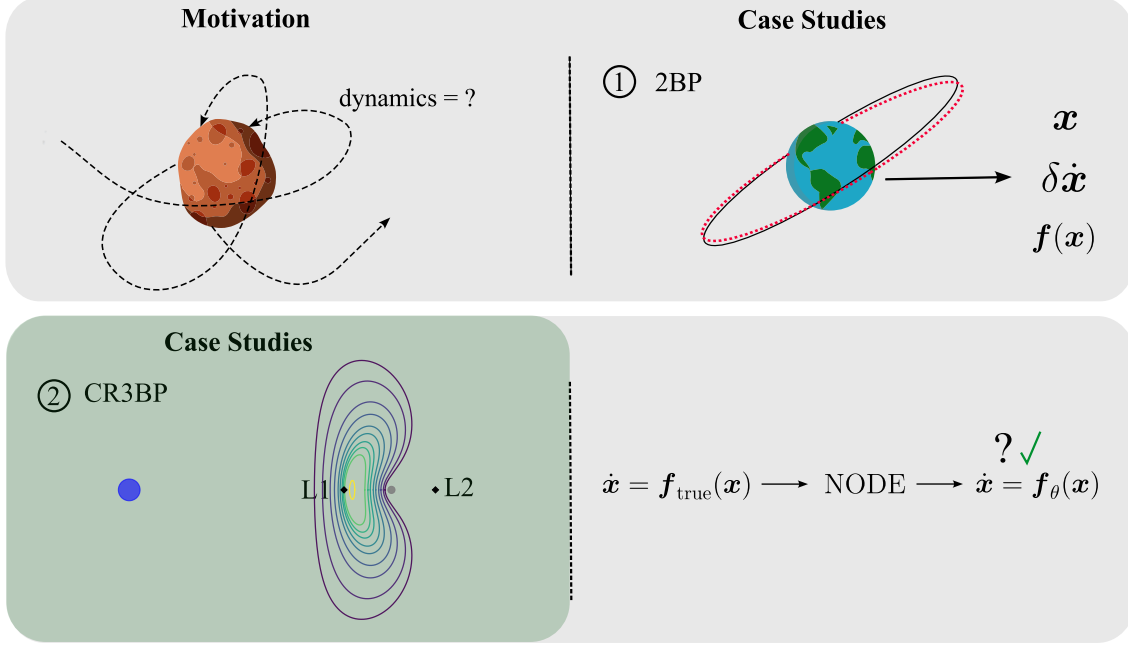 Motivation
dynamics = ?
Case Studies
① 2BP
x
δẋ
f(x)
Case Studies
② CR3BP
L1
L2
? ✓
ẋ = f_true(x) → NODE → ẋ = f_θ(x)